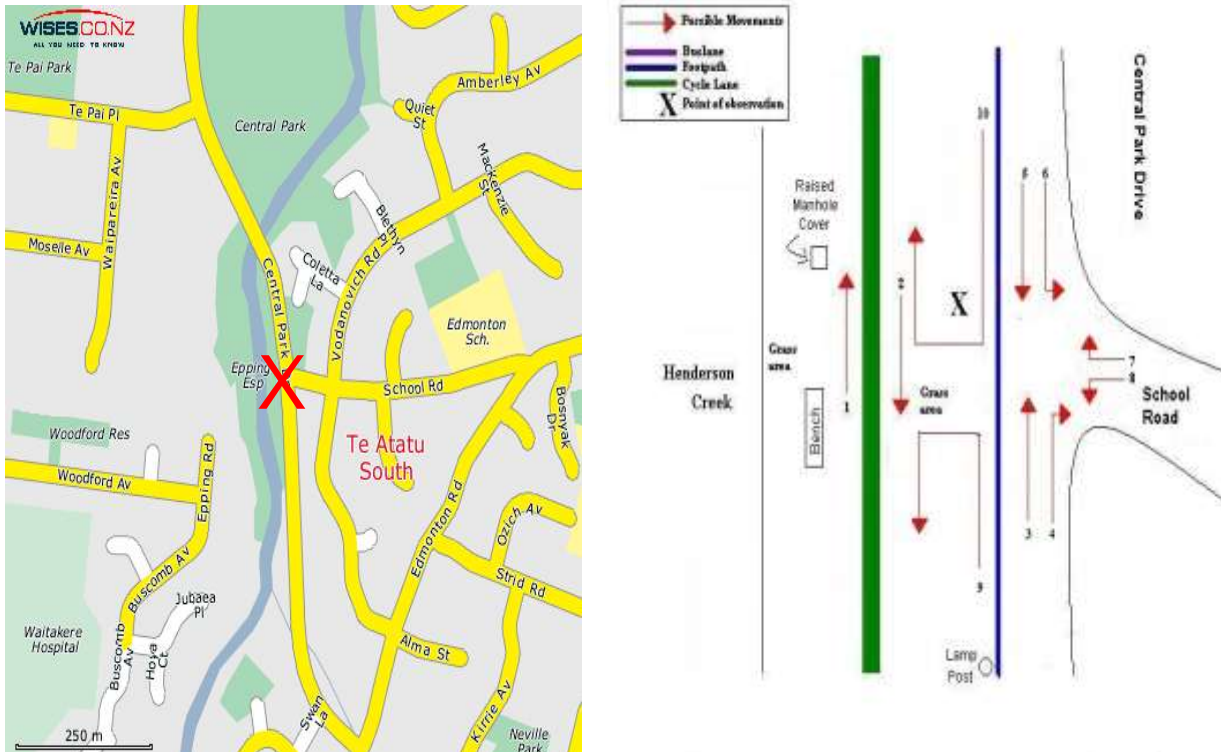 WISES.CO.NZ
ALL YOU NEED TO KNOW
Te Pai Park
Te Pai Pl
Central Park
Quiet
St
Amberley Av
Mackenzie
St
Waipareira Av
Moselle Av
Blethyn
Pl
Coletta
La
Vodanovich Rd
Central Park
Edmonton
Sch.
Epping
Esp
School Rd
Bosnyak
Dr
Woodford Res
Te Atatu
South
Woodford Av
Epping Rd
Edmonton Rd
Ozich Av
Strid Rd
Buscomb Av
Jubaea
Pl
Waitakere
Hospital
Buscomb
Av
Hoya
Ct
Alma St
Swan
La
Kirrie Av
Neville
Park
250 m
Possible Movements
Buslane
Footpath
Cycle Lane
X Point of observation
Central Park Drive
10
Raised
Manhole
Cover
5 6
2
X
Grass
area
Henderson
Creek
7
8
School
Road
Bench
1
Grass
area
3 4
9
Lamp
Post